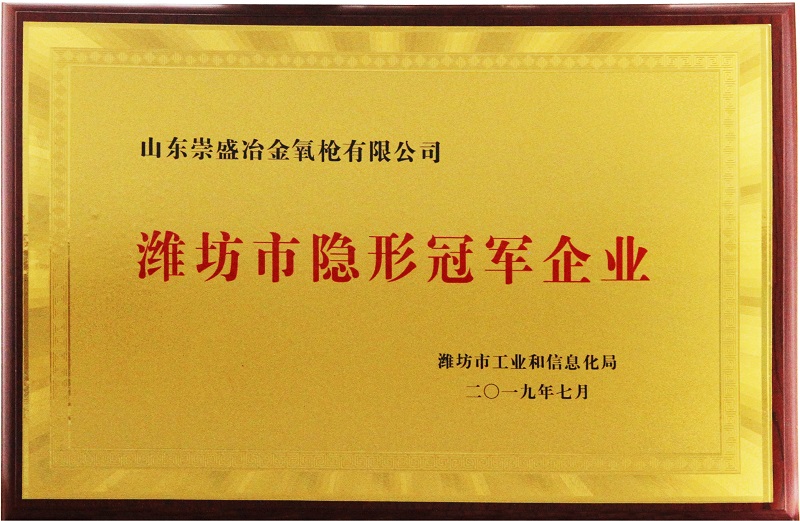 山东崇盛冶金氧枪有限公司
潍坊市隐形冠军企业
潍坊市工业和信息化局
二〇一九年七月